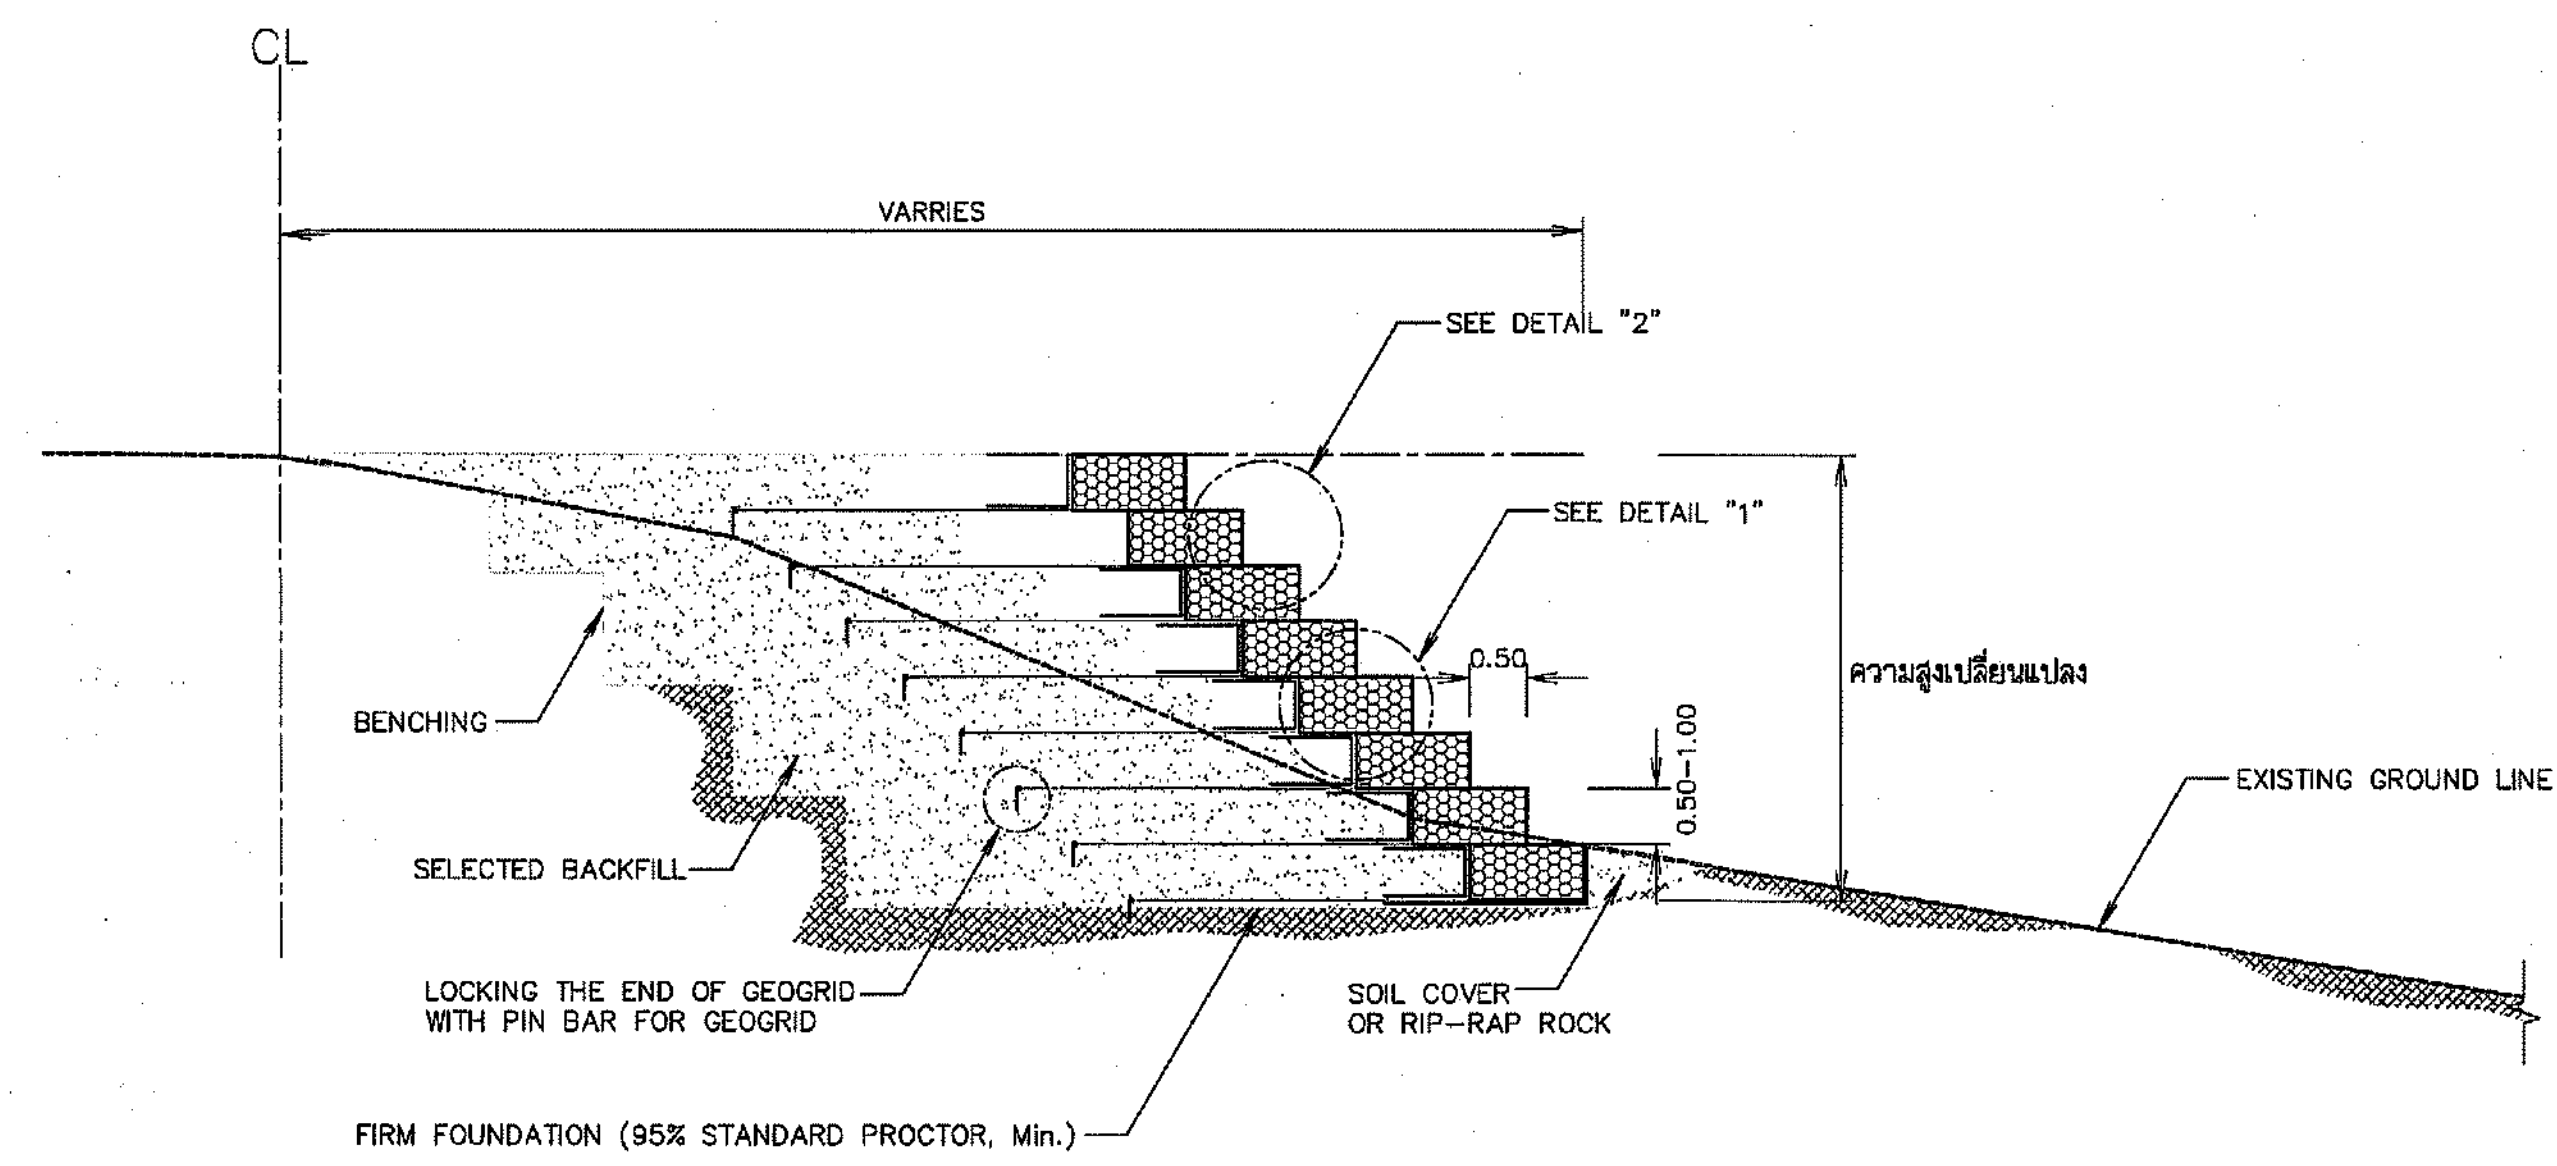 CL
VARRIES
SEE DETAIL "2"
SEE DETAIL "1"
0.50
ความสูงเปลี่ยนแปลง
0.50-1.00
BENCHING
EXISTING GROUND LINE
SELECTED BACKFILL
LOCKING THE END OF GEOGRID
WITH PIN BAR FOR GEOGRID
SOIL COVER
OR RIP-RAP ROCK
FIRM FOUNDATION (95% STANDARD PROCTOR, Min.)